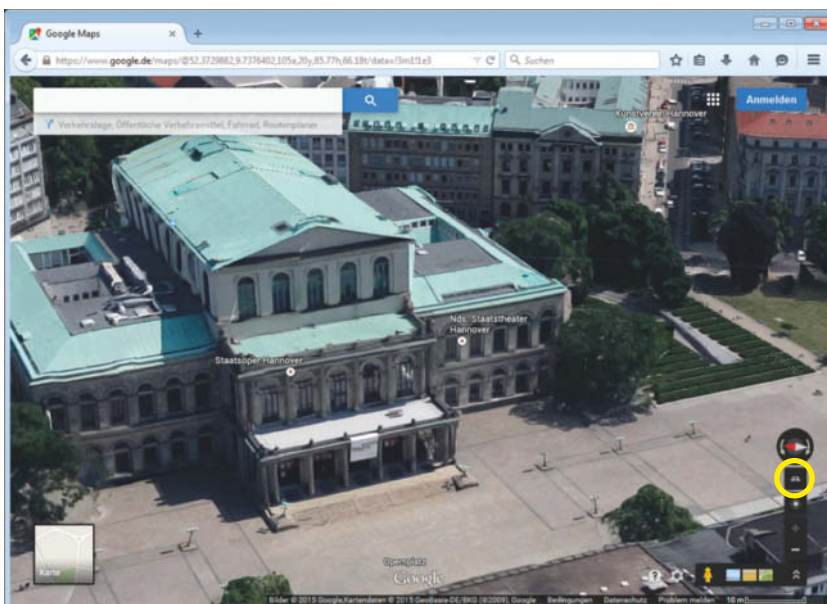 Google Maps
https://www.google.de/maps/@52.3729882,9.7376402,105a,20y,85.77h,66.18t/data=!3m1!1e3
Suchen
Anmelden
Verkehrslage, Öffentliche Verkehrsmittel, Fahrrad, Routenplaner
Kunstverein Hannover
Nds. Staatstheater
Hannover
Staatsoper Hannover
Karte
Opernplatz
Google
Bilder © 2015 Google, Kartendaten © 2015 GeoBasis-DE/BKG (©2009), Google Bedingungen Datenschutz Problem melden 10 m